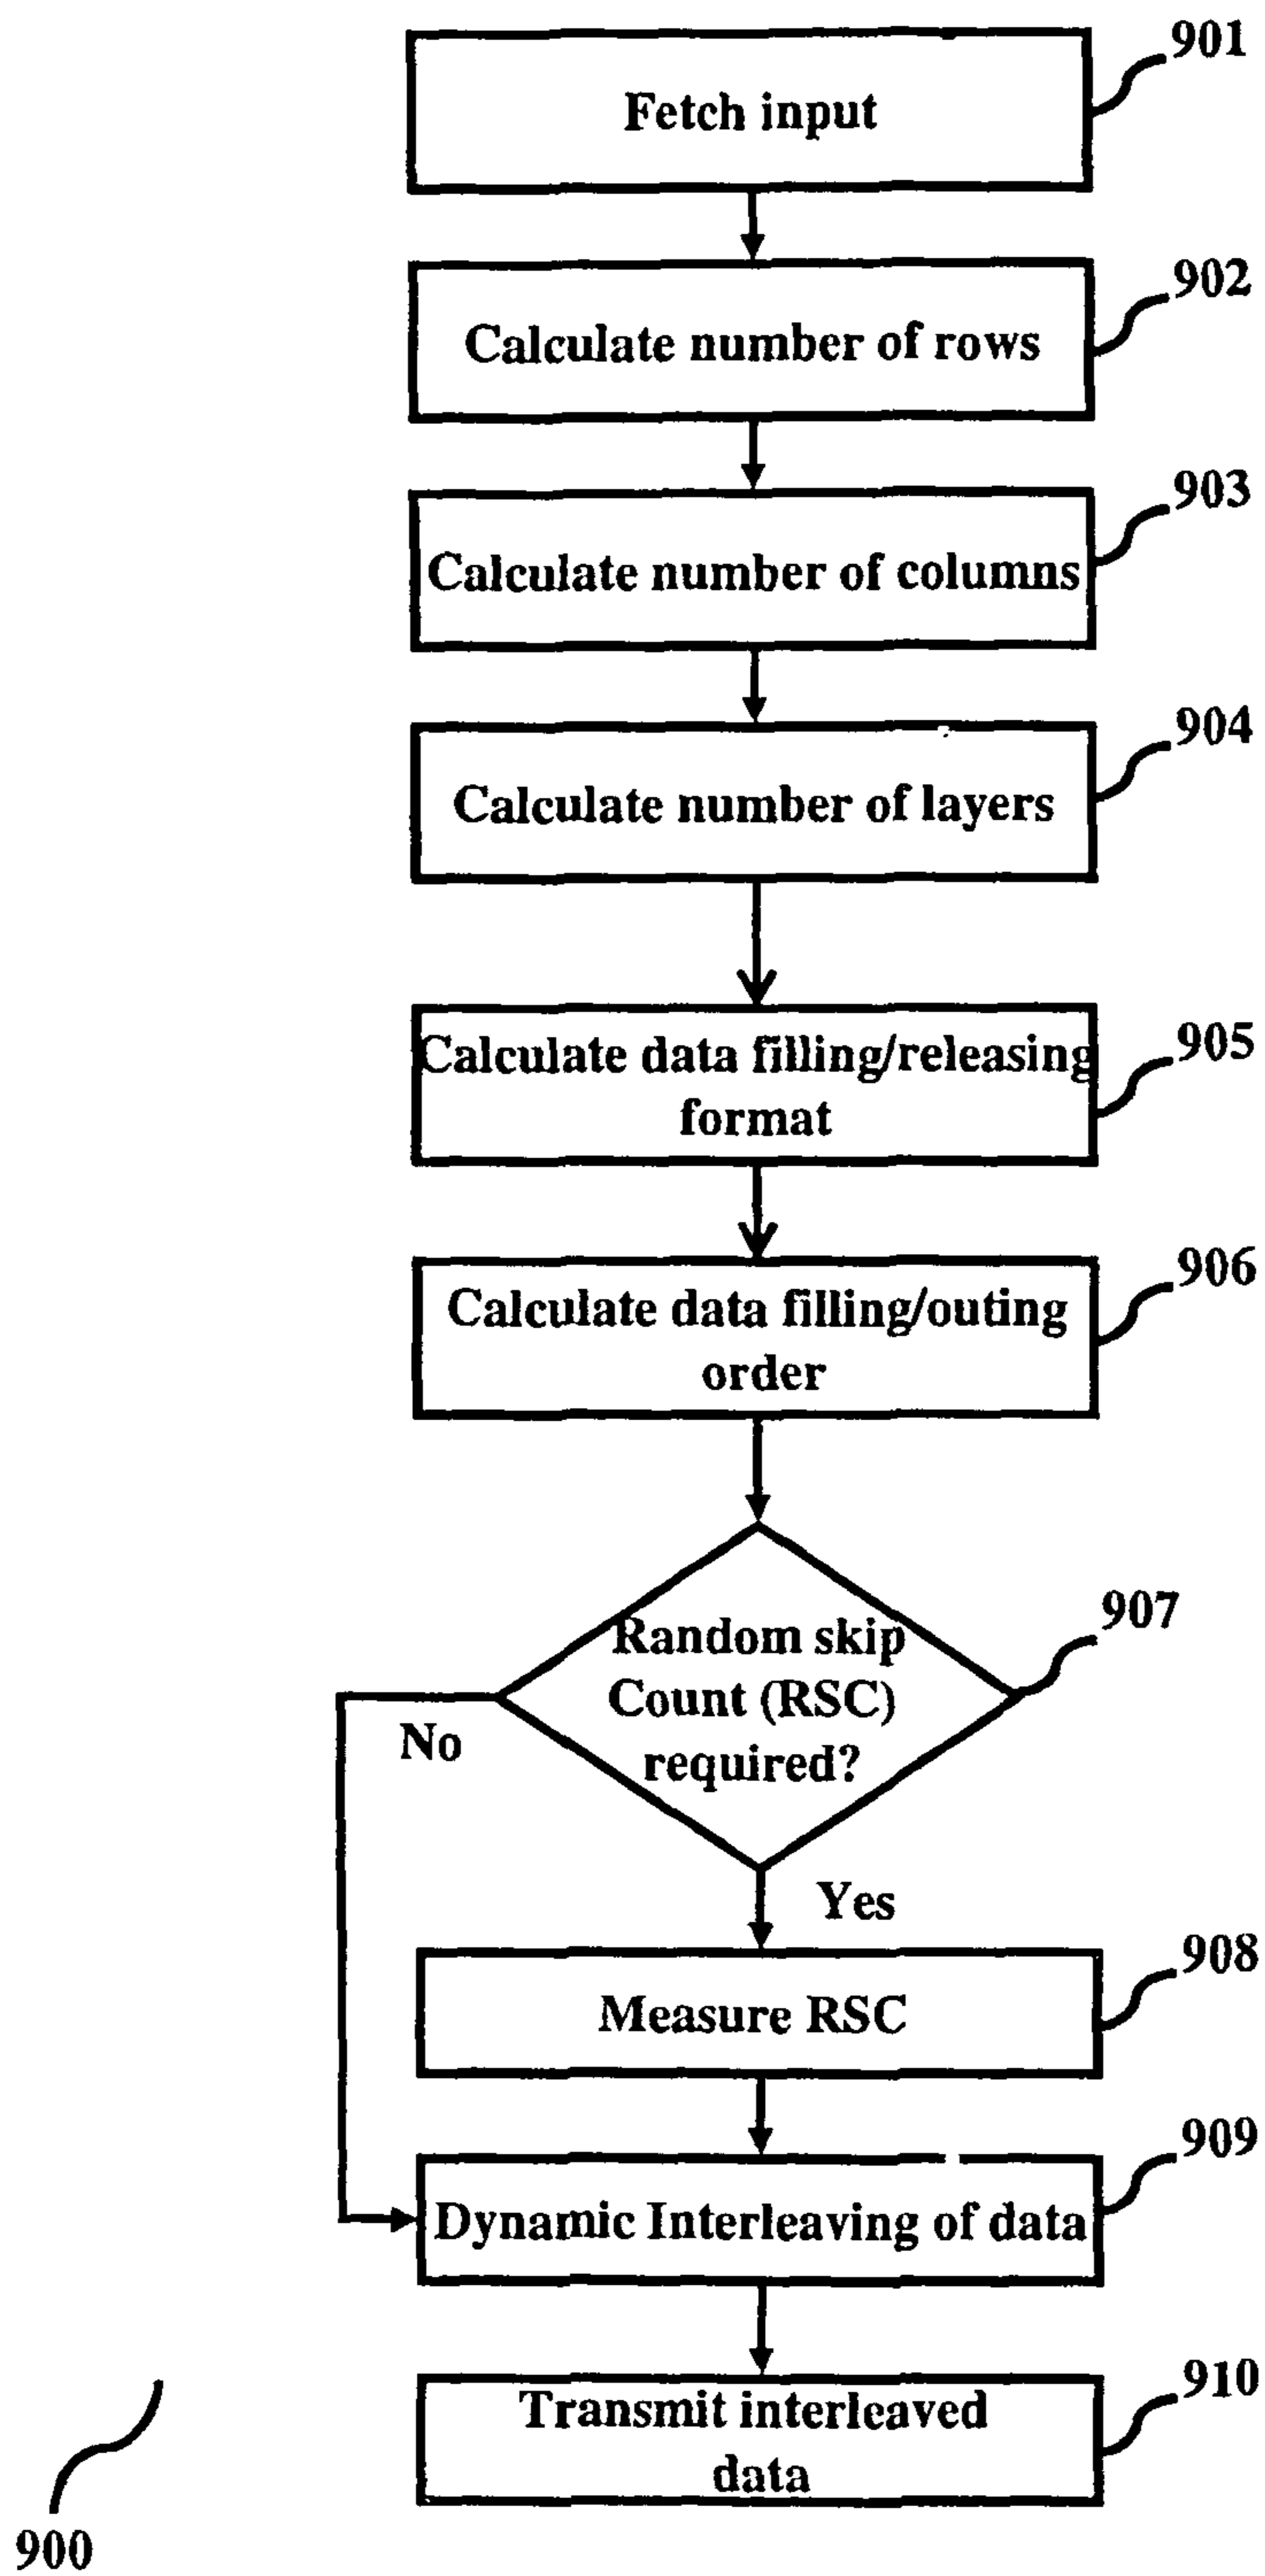 901
Fetch input
902
Calculate number of rows
903
Calculate number of columns
904
Calculate number of layers
905
Calculate data filling/releasing
format
906
Calculate data filling/outing
order
907
Random skip
Count (RSC)
required?
No
Yes
908
Measure RSC
909
Dynamic Interleaving of data
910
Transmit interleaved
data
900